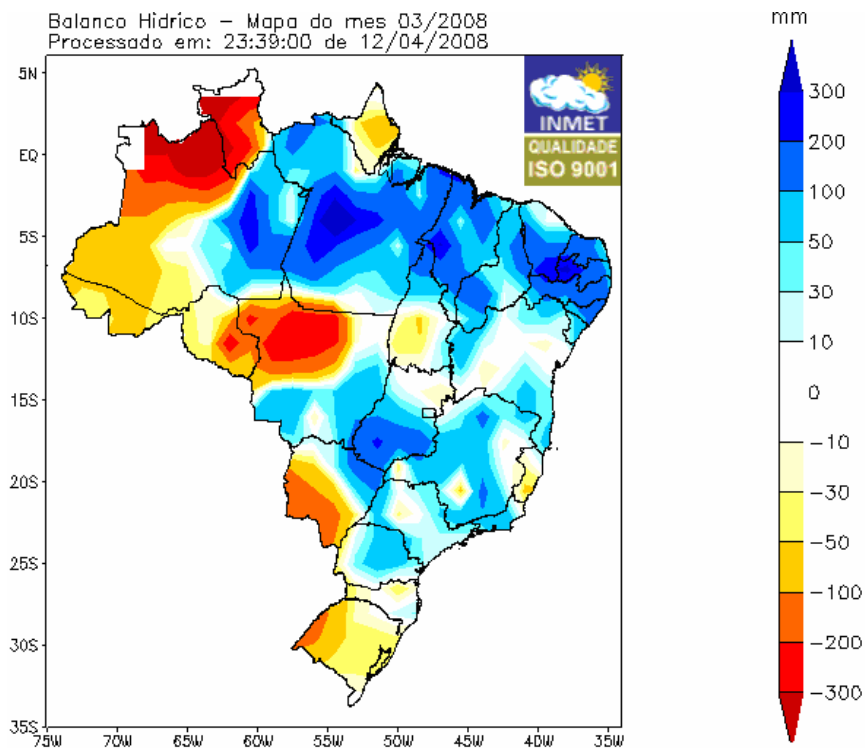 Balanco Hidrico – Mapa do mes 03/2008
Processado em: 23:39:00 de 12/04/2008
mm
INMET
QUALIDADE
ISO 9001
5N
EQ
5S
10S
15S
20S
25S
30S
35S
75W
70W
65W
60W
55W
50W
45W
40W
35W
300
200
100
50
30
10
0
−10
−30
−50
−100
−200
−300